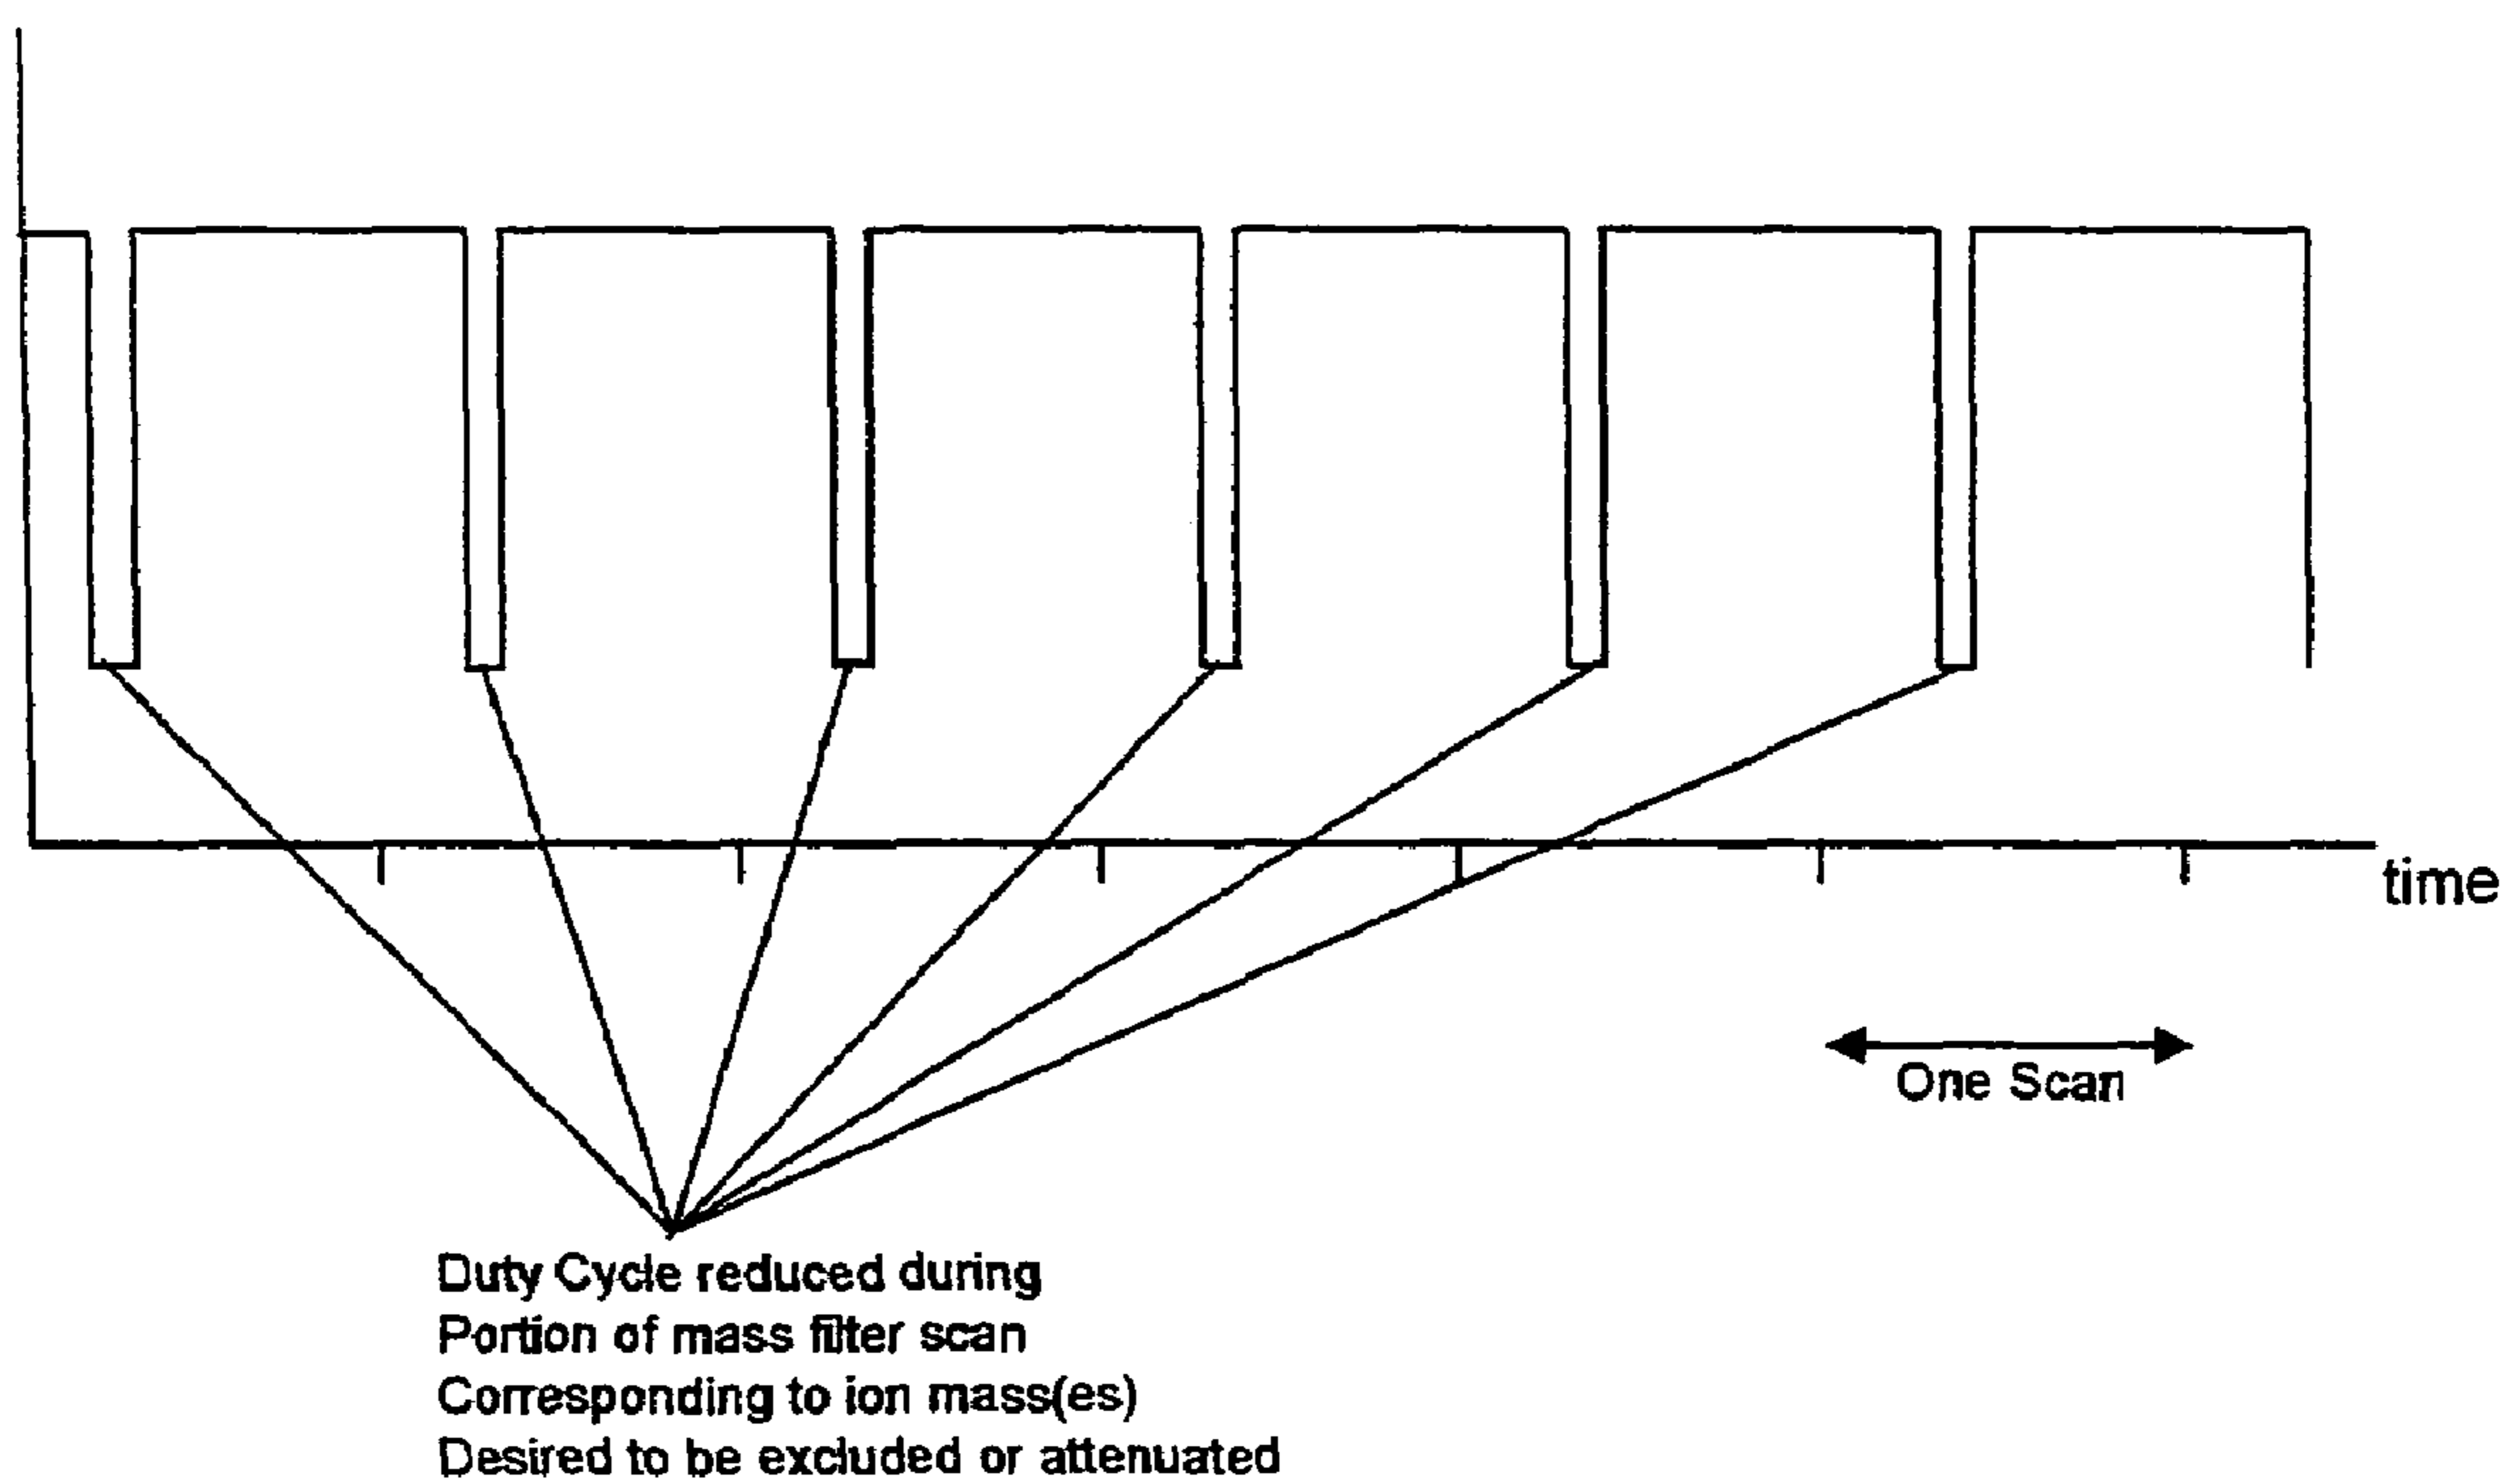 time
One Scan
Duty Cycle reduced during
Portion of mass filter scan
Corresponding to ion mass(es)
Desired to be excluded or attenuated